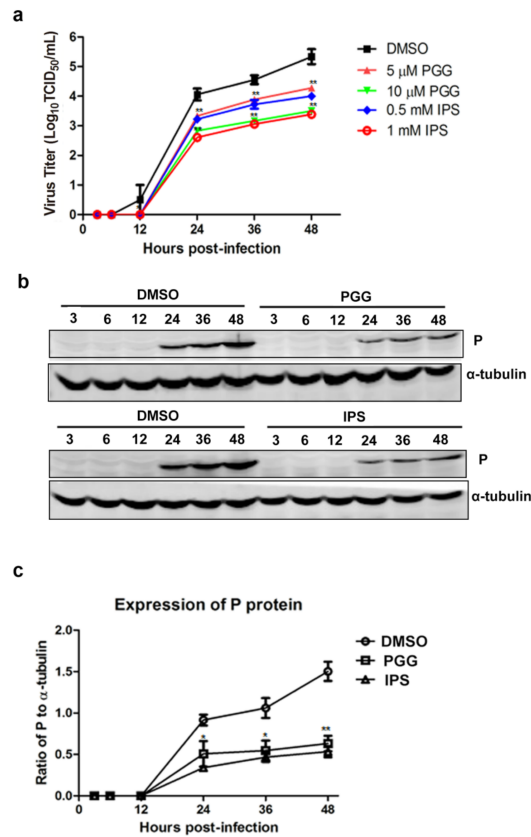 a
Virus Titer (Log10TCID50/mL)
6
5
4
3
2
1
0
0 12 24 36 48
Hours post-infection
DMSO
5 μM PGG
10 μM PGG
0.5 mM IPS
1 mM IPS
** ** **
** ** **
*
b
DMSO PGG
3 6 12 24 36 48 3 6 12 24 36 48
P
α-tubulin
DMSO IPS
3 6 12 24 36 48 3 6 12 24 36 48
P
α-tubulin
c
Expression of P protein
Ratio of P to α-tubulin
2.0
1.5
1.0
0.5
0.0
0 12 24 36 48
Hours post-infection
DMSO
PGG
IPS
* * **